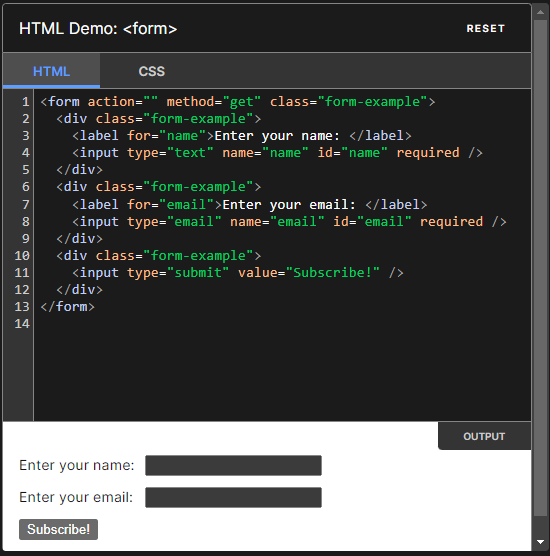 HTML Demo: <form>
RESET
HTML
CSS
1 <form action="" method="get" class="form-example">
2   <div class="form-example">
3     <label for="name">Enter your name: </label>
4     <input type="text" name="name" id="name" required />
5   </div>
6   <div class="form-example">
7     <label for="email">Enter your email: </label>
8     <input type="email" name="email" id="email" required />
9   </div>
10   <div class="form-example">
11     <input type="submit" value="Subscribe!" />
12   </div>
13 </form>
14
OUTPUT
Enter your name:
Enter your email:
Subscribe!